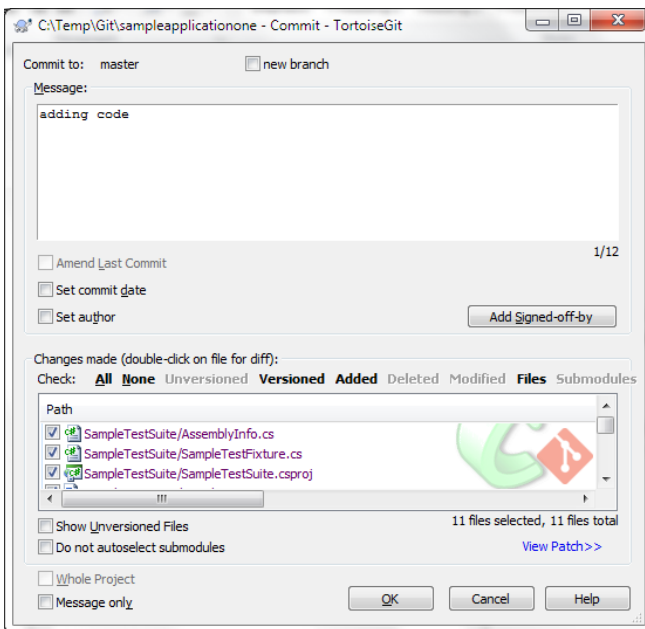 C:\Temp\Git\sampleapplicationone - Commit - TortoiseGit
Commit to: master new branch
Message:
adding code
1/12
Amend Last Commit
Set commit date
Set author Add Signed-off-by
Changes made (double-click on file for diff):
Check: All None Unversioned Versioned Added Deleted Modified Files Submodules
Path
SampleTestSuite/AssemblyInfo.cs
SampleTestSuite/SampleTestFixture.cs
SampleTestSuite/SampleTestSuite.csproj
Show Unversioned Files 11 files selected, 11 files total
Do not autoselect submodules View Patch>>
Whole Project
Message only OK Cancel Help